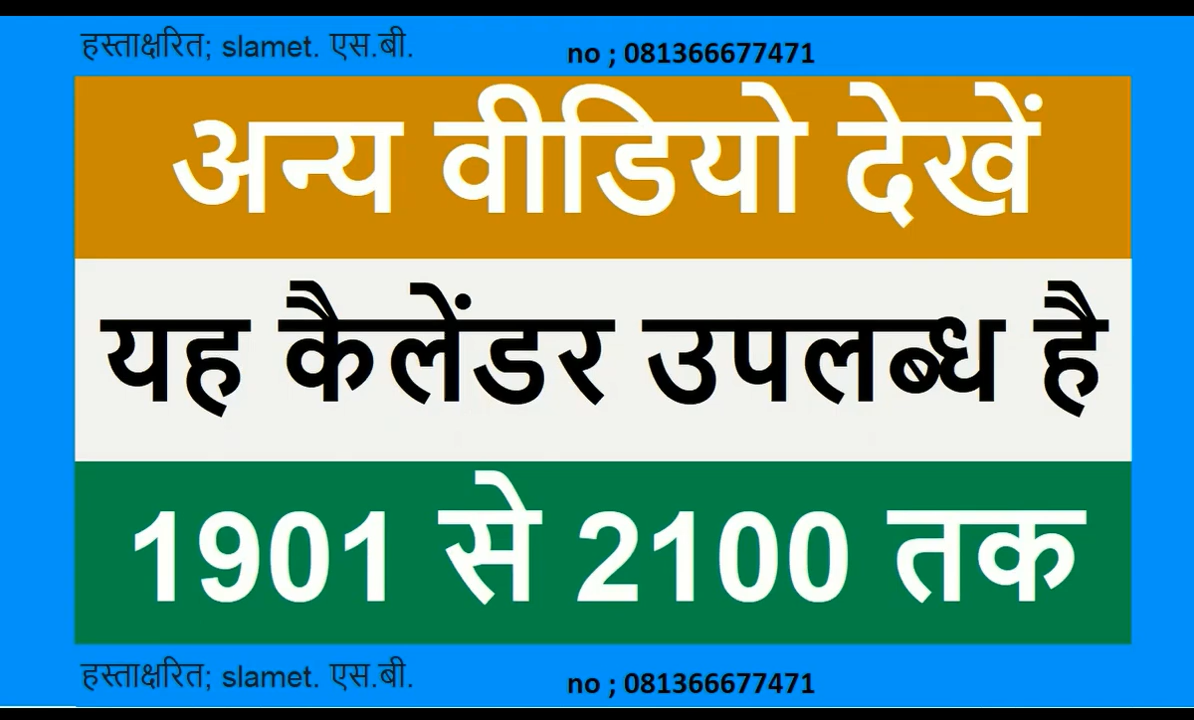 हस्ताक्षरित; slamet. एस.बी. no ; 081366677471
अन्य वीडियो देखें
यह कैलेंडर उपलब्ध है
1901 से 2100 तक
हस्ताक्षरित; slamet. एस.बी. no ; 081366677471